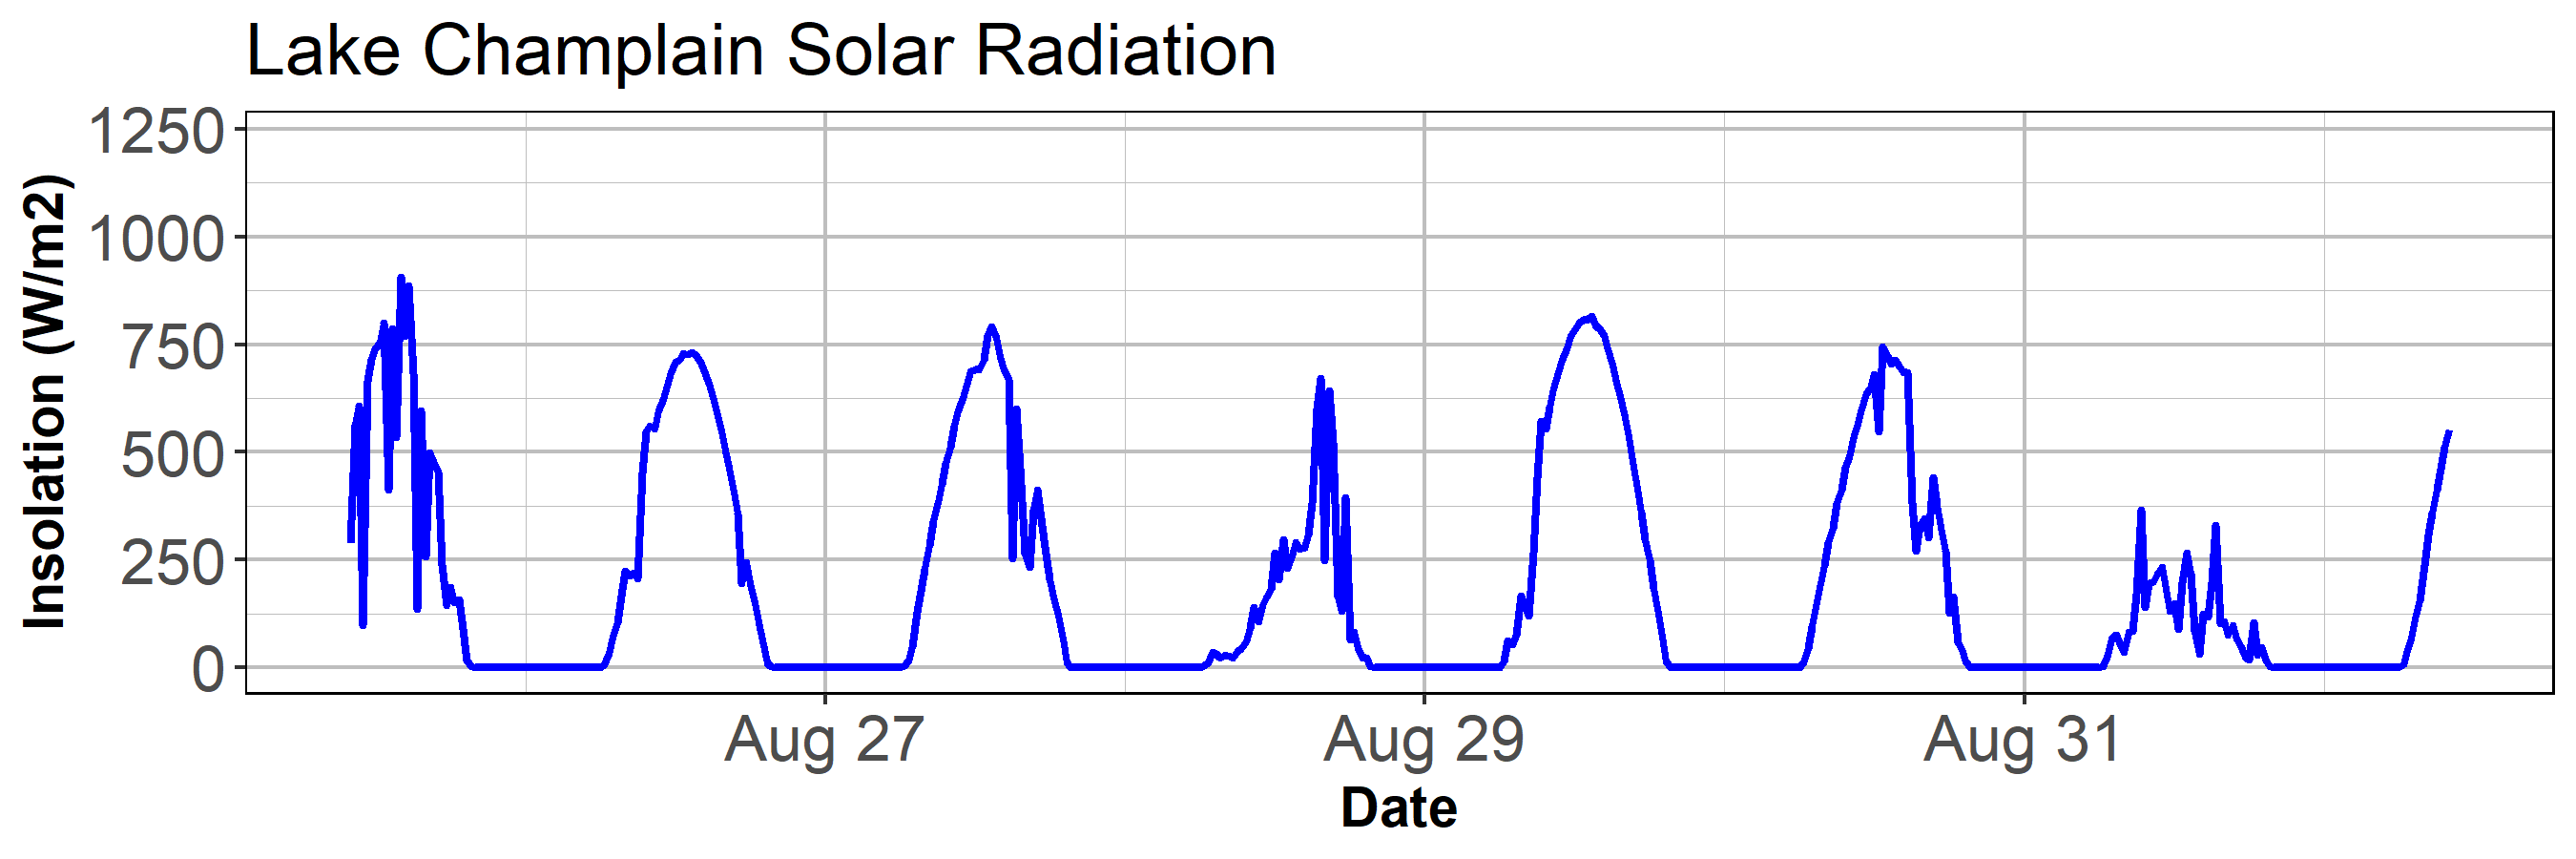 Lake Champlain Solar Radiation
1250
1000
750
500
250
0
Insolation (W/m2)
Aug 27 Aug 29 Aug 31
Date